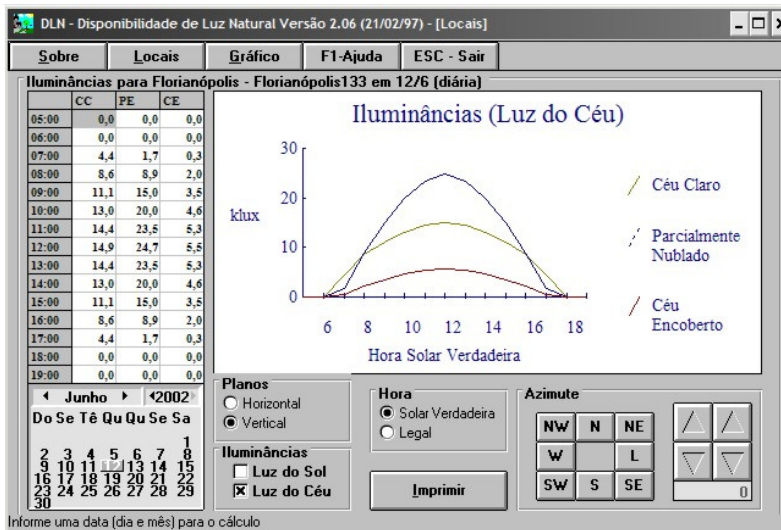 DLN - Disponibilidade de Luz Natural Versão 2.06 (21/02/97) - [Locais]
Sobre Locais Gráfico F1-Ajuda ESC - Sair
Iluminâncias para Florianópolis - Florianópolis133 em 12/6 (diária)
CC PE CE
05:00 0,0 0,0 0,0
06:00 0,0 0,0 0,0
07:00 4,4 1,7 0,3
08:00 8,6 8,9 2,0
09:00 11,1 15,0 3,5
10:00 13,0 20,0 4,6
11:00 14,4 23,5 5,3
12:00 14,9 24,7 5,5
13:00 14,4 23,5 5,3
14:00 13,0 20,0 4,6
15:00 11,1 15,0 3,5
16:00 8,6 8,9 2,0
17:00 4,4 1,7 0,3
18:00 0,0 0,0 0,0
19:00 0,0 0,0 0,0
Iluminâncias (Luz do Céu)
30
20
klux
10
0
6 8 10 12 14 16 18
Hora Solar Verdadeira
Céu Claro
Parcialmente
Nublado
Céu
Encoberto
Junho 2002
Do Se Tê Qu Qu Se Sa
1
2 3 4 5 6 7 8
9 10 11 12 13 14 15
16 17 18 19 20 21 22
23 24 25 26 27 28 29
30
Planos
Horizontal
Vertical
Iluminâncias
Luz do Sol
Luz do Céu
Hora
Solar Verdadeira
Legal
Imprimir
Azimute
NW N NE
W L
SW S SE
0
Informe uma data (dia e mês) para o cálculo